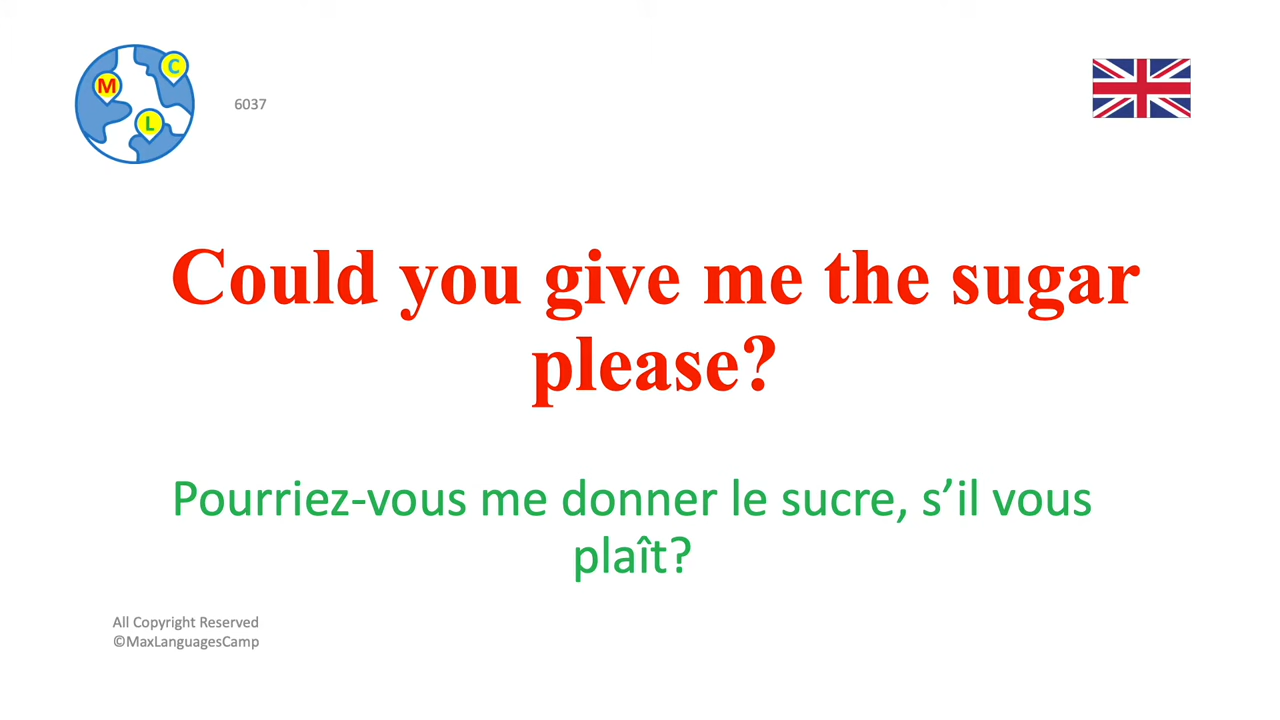 M
C
L
6037
Could you give me the sugar
please?
Pourriez-vous me donner le sucre, s’il vous
plaît?
All Copyright Reserved
©MaxLanguagesCamp